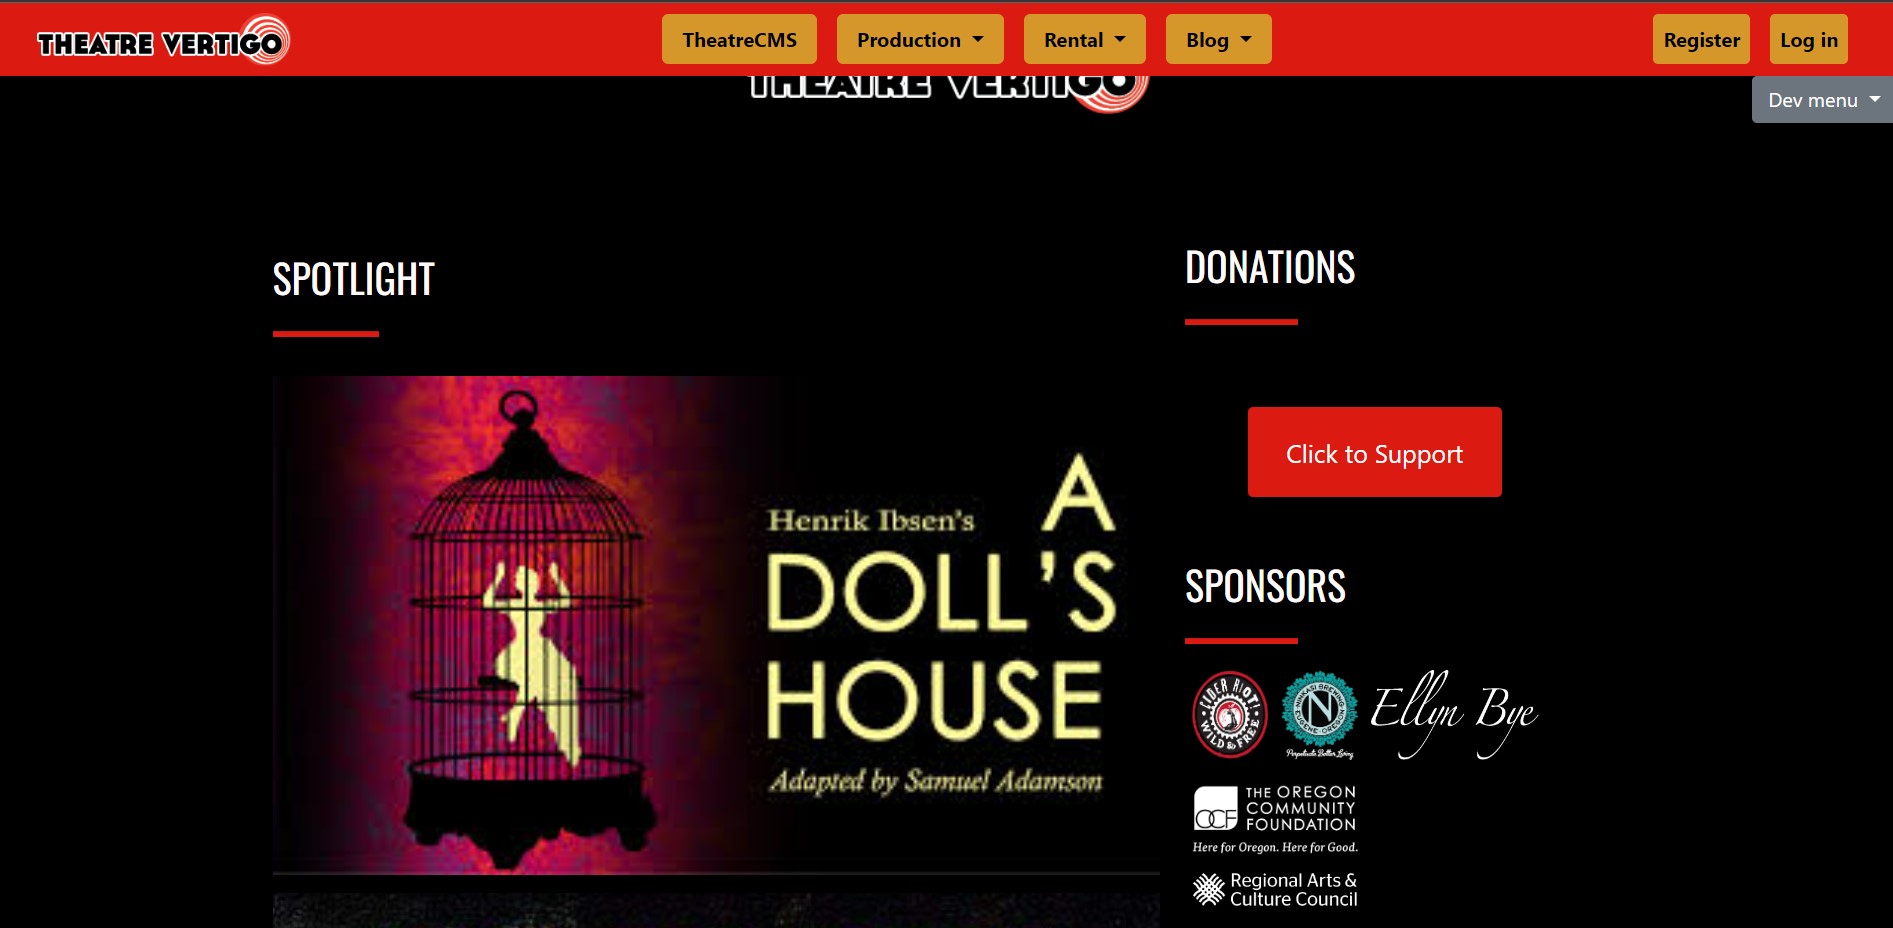 THEATRE VERTIGO
TheatreCMS
Production
Rental
Blog
Register
Log in
THEATRE VERTIGO
Dev menu
SPOTLIGHT
Henrik Ibsen's
A
DOLL'S
HOUSE
Adapted by Samuel Adamson
DONATIONS
Click to Support
SPONSORS
CIDER RIOT!
WILD & FREE
NINKASI BREWING
N
EUGENE, OREGON
Perpetuate Better Living
Ellyn Bye
OCF
THE OREGON
COMMUNITY
FOUNDATION
Here for Oregon. Here for Good.
Regional Arts &
Culture Council